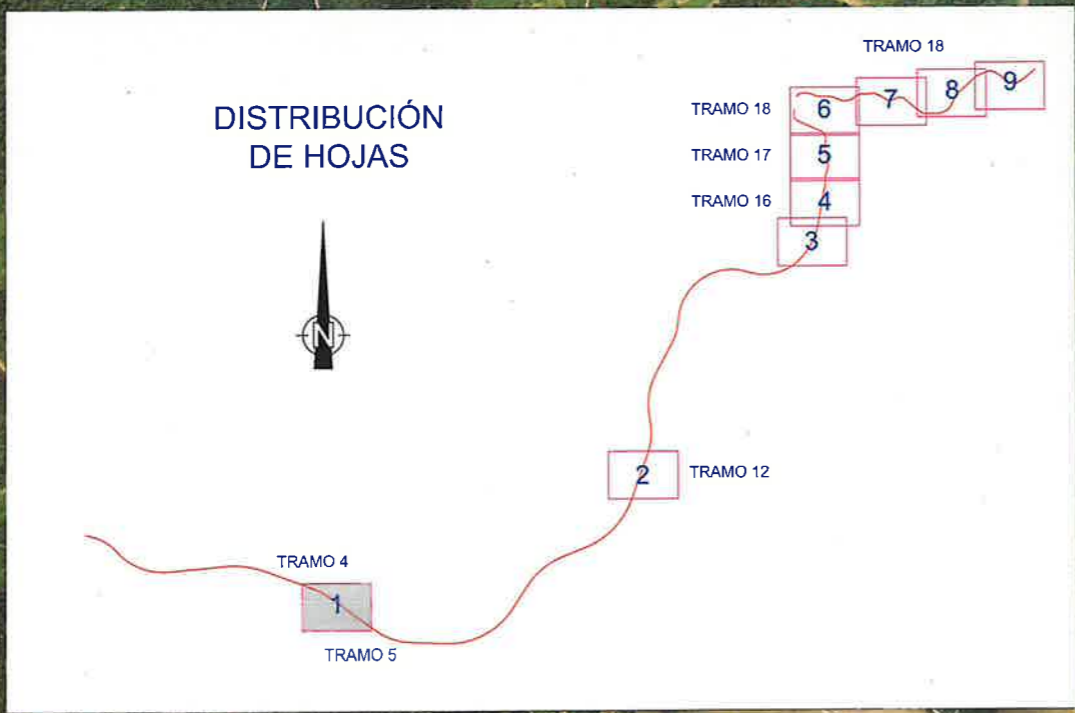 TRAMO 18
DISTRIBUCIÓN
DE HOJAS
TRAMO 18
6
7
8
9
TRAMO 17
5
TRAMO 16
4
3
N
2
TRAMO 12
TRAMO 4
1
TRAMO 5